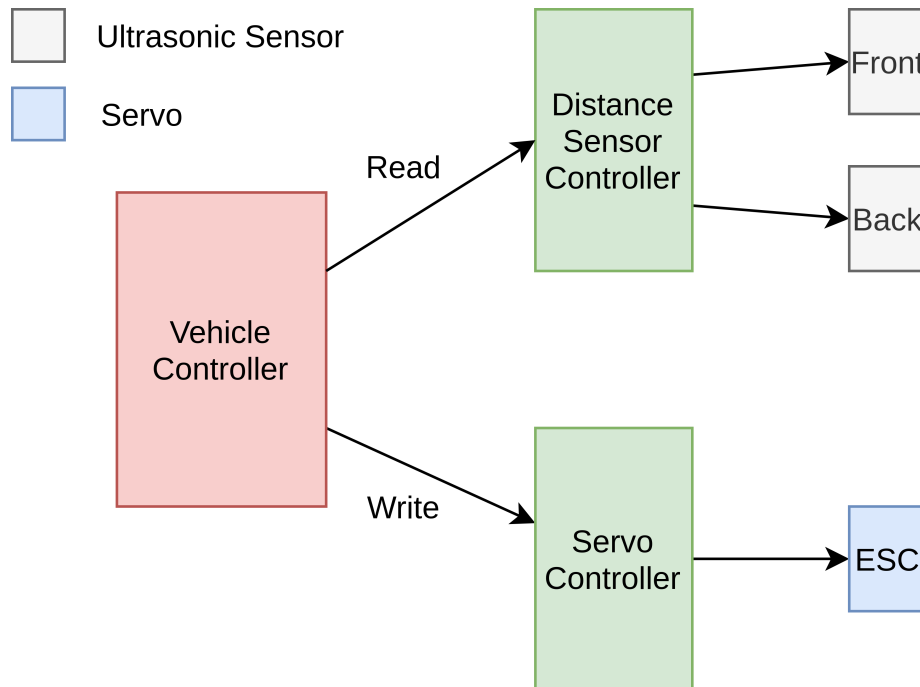 Ultrasonic Sensor
Servo
Read
Write
Vehicle
Controller
Distance
Sensor
Controller
Servo
Controller
Front
Back
ESC